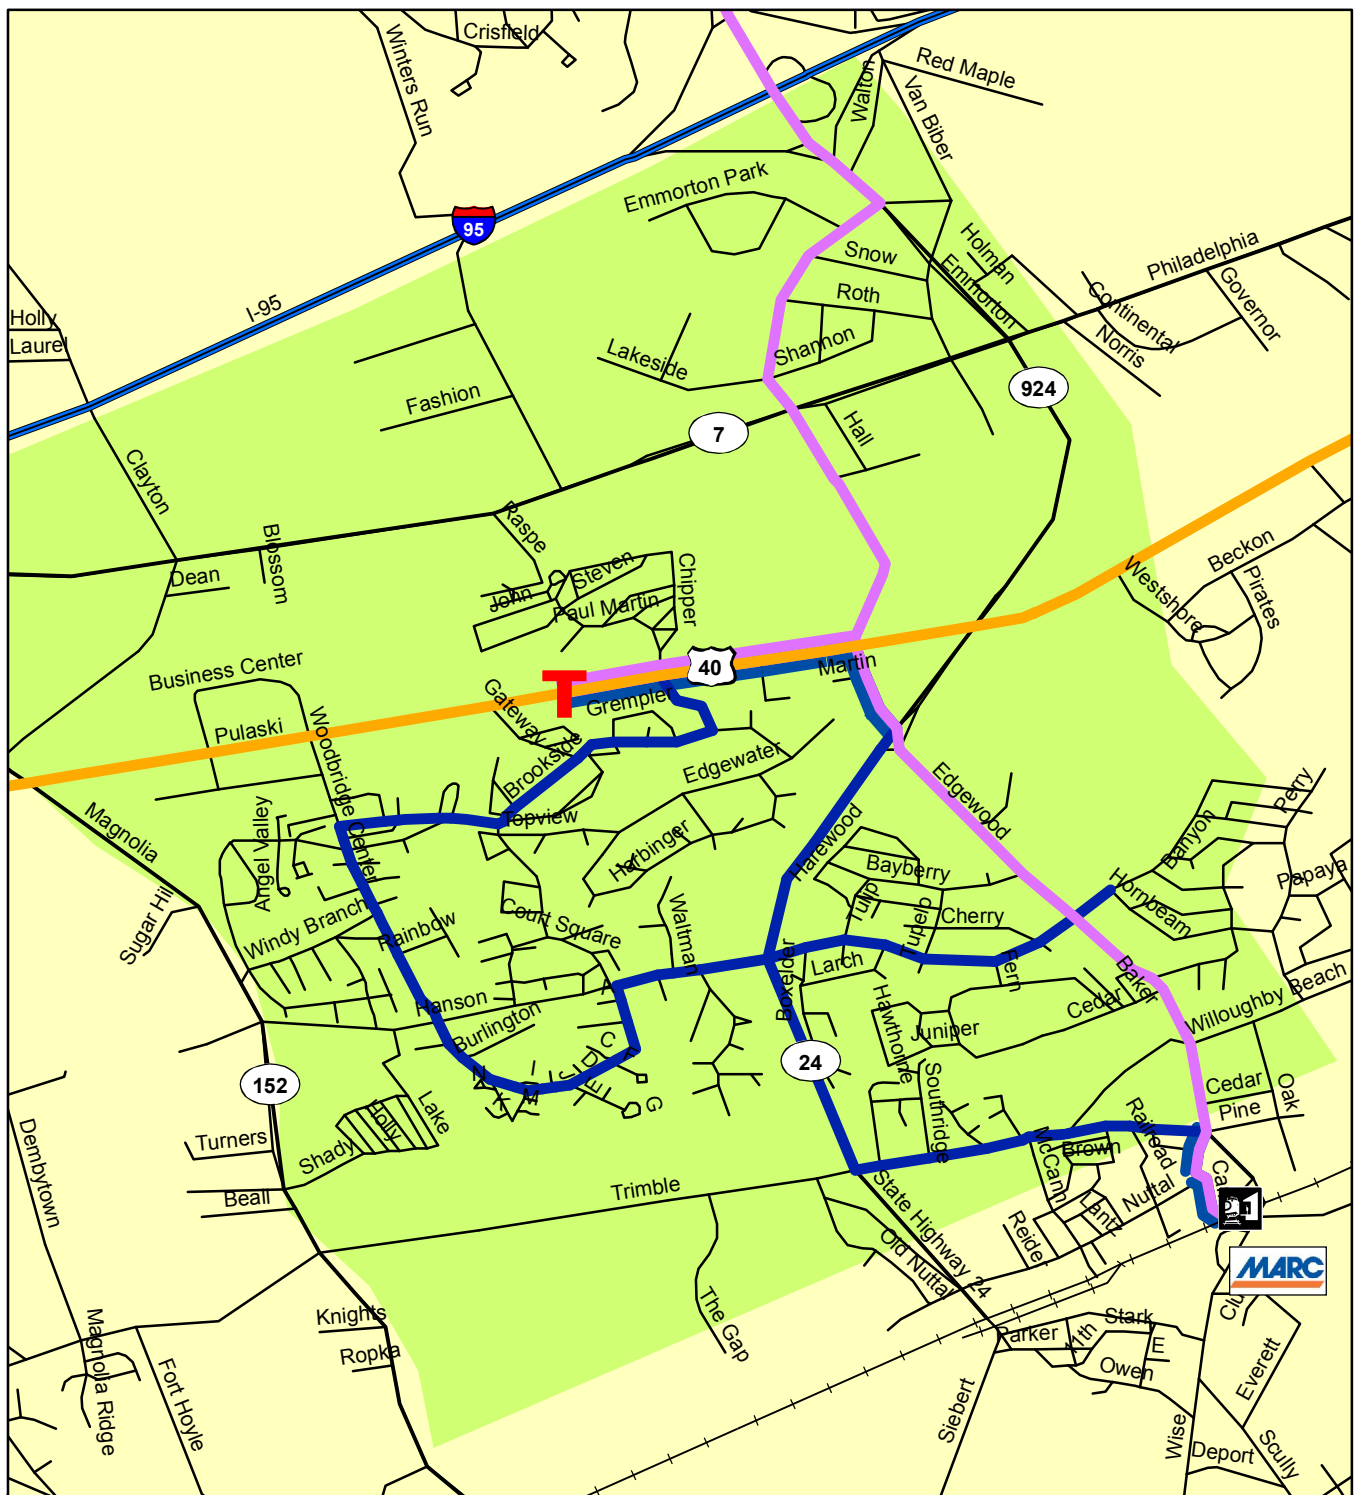 Crisfield
Winters Run
Red Maple
Walton
Van Biber
Emmorton Park
95
Snow
Holman
Emmorton
Philadelphia
Governor
Continental
Norris
Roth
I-95
Holly
Laurel
Shannon
Lakeside
924
Fashion
7
Hall
Clayton
Raspe
Blossom
Dean
Steven
John
Paul Martin
Chipper
Beckon
Westshore
Pirates
Business Center
40
Martin
T
Grempler
Gateway
Pulaski
Woodbridge Center
Brookside
Edgewater
Edgewood
Magnolia
Topview
Harbinger
Harewood
Perry
Banyon
Angel Valley
Bayberry
Papaya
Hornbeam
Tulip
Sugar Hill
Windy Branch
Rainbow
Court Square
Waltman
Tupelo
Cherry
Boxelder
Larch
Fern
Baker
Hanson
A
Cedar
Willoughby Beach
Burlington
Hawthorne
Juniper
C
F
D
24
152
N
I
J
E
K
M
G
Lake
Holly
Southridge
Cedar
Oak
Pine
Dembytown
Turners
Shady
McCann
Brown
Railroad
Beall
Trimble
State Highway 24
Nuttal
Lantz
Reider
Old Nuttal
MARC
The Gap
Knights
Ropka
Magnolia Ridge
Fort Hoyle
Parker
11th
Stark
E
Owen
Everett
Siebert
Wise
Deport
Scully